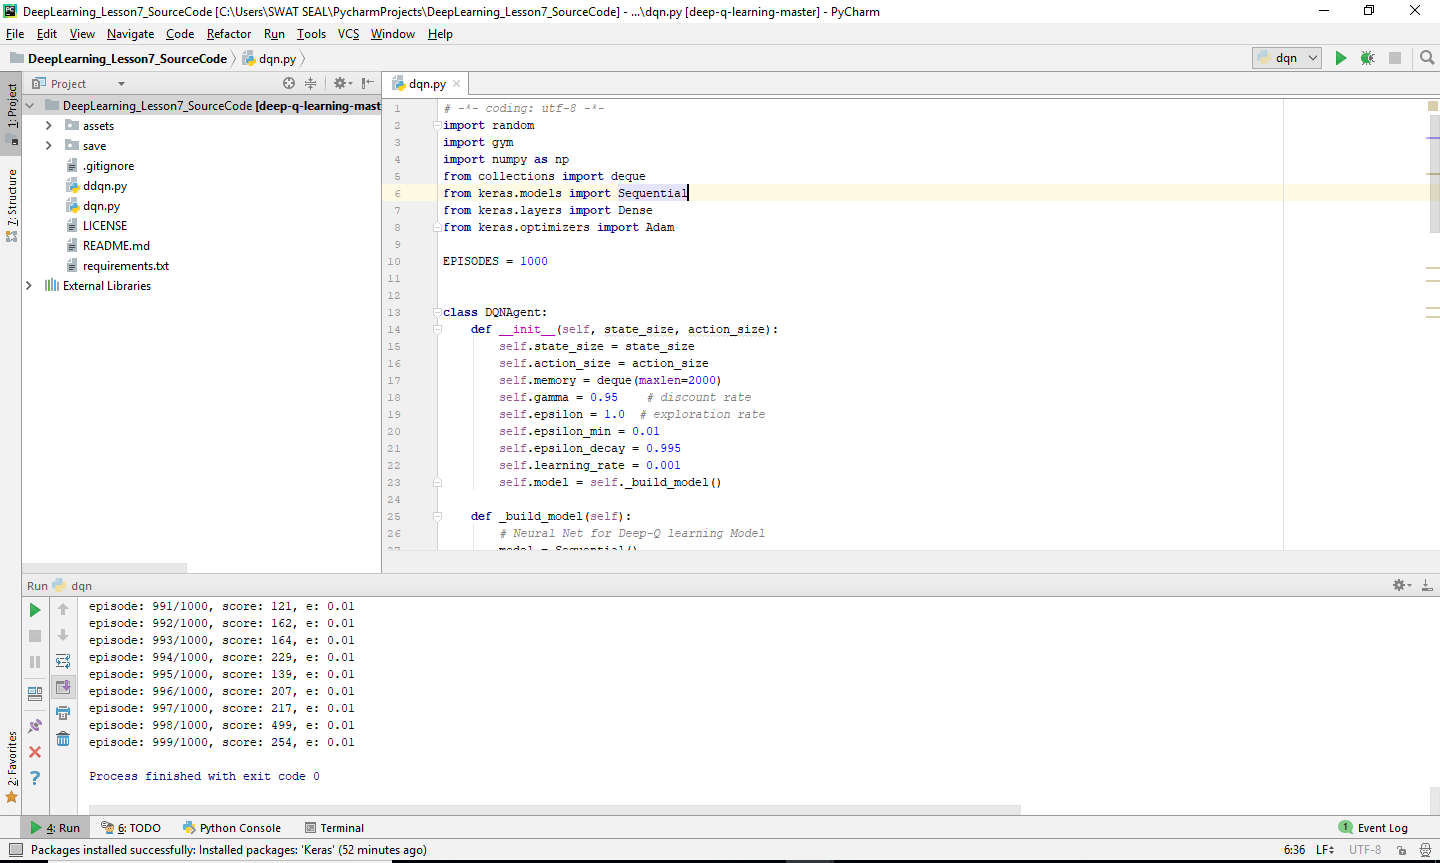 DeepLearning_Lesson7_SourceCode [C:\Users\SWAT SEAL\PycharmProjects\DeepLearning_Lesson7_SourceCode] - ...\dqn.py [deep-q-learning-master] - PyCharm
File Edit View Navigate Code Refactor Run Tools VCS Window Help
DeepLearning_Lesson7_SourceCode dqn.py dqn
1: Project
7: Structure
2: Favorites
Project
DeepLearning_Lesson7_SourceCode [deep-q-learning-mast
assets
save
.gitignore
ddqn.py
dqn.py
LICENSE
README.md
requirements.txt
External Libraries
dqn.py
1 # -*- coding: utf-8 -*-
2 import random
3 import gym
4 import numpy as np
5 from collections import deque
6 from keras.models import Sequential
7 from keras.layers import Dense
8 from keras.optimizers import Adam
9
10 EPISODES = 1000
11
12
13 class DQNAgent:
14 def __init__(self, state_size, action_size):
15 self.state_size = state_size
16 self.action_size = action_size
17 self.memory = deque(maxlen=2000)
18 self.gamma = 0.95 # discount rate
19 self.epsilon = 1.0 # exploration rate
20 self.epsilon_min = 0.01
21 self.epsilon_decay = 0.995
22 self.learning_rate = 0.001
23 self.model = self._build_model()
24
25 def _build_model(self):
26 # Neural Net for Deep-Q learning Model
27 model = Sequential()
Run dqn
episode: 991/1000, score: 121, e: 0.01
episode: 992/1000, score: 162, e: 0.01
episode: 993/1000, score: 164, e: 0.01
episode: 994/1000, score: 229, e: 0.01
episode: 995/1000, score: 139, e: 0.01
episode: 996/1000, score: 207, e: 0.01
episode: 997/1000, score: 217, e: 0.01
episode: 998/1000, score: 499, e: 0.01
episode: 999/1000, score: 254, e: 0.01
Process finished with exit code 0
4: Run 6: TODO Python Console Terminal 1 Event Log
Packages installed successfully: Installed packages: 'Keras' (52 minutes ago) 6:36 LF UTF-8